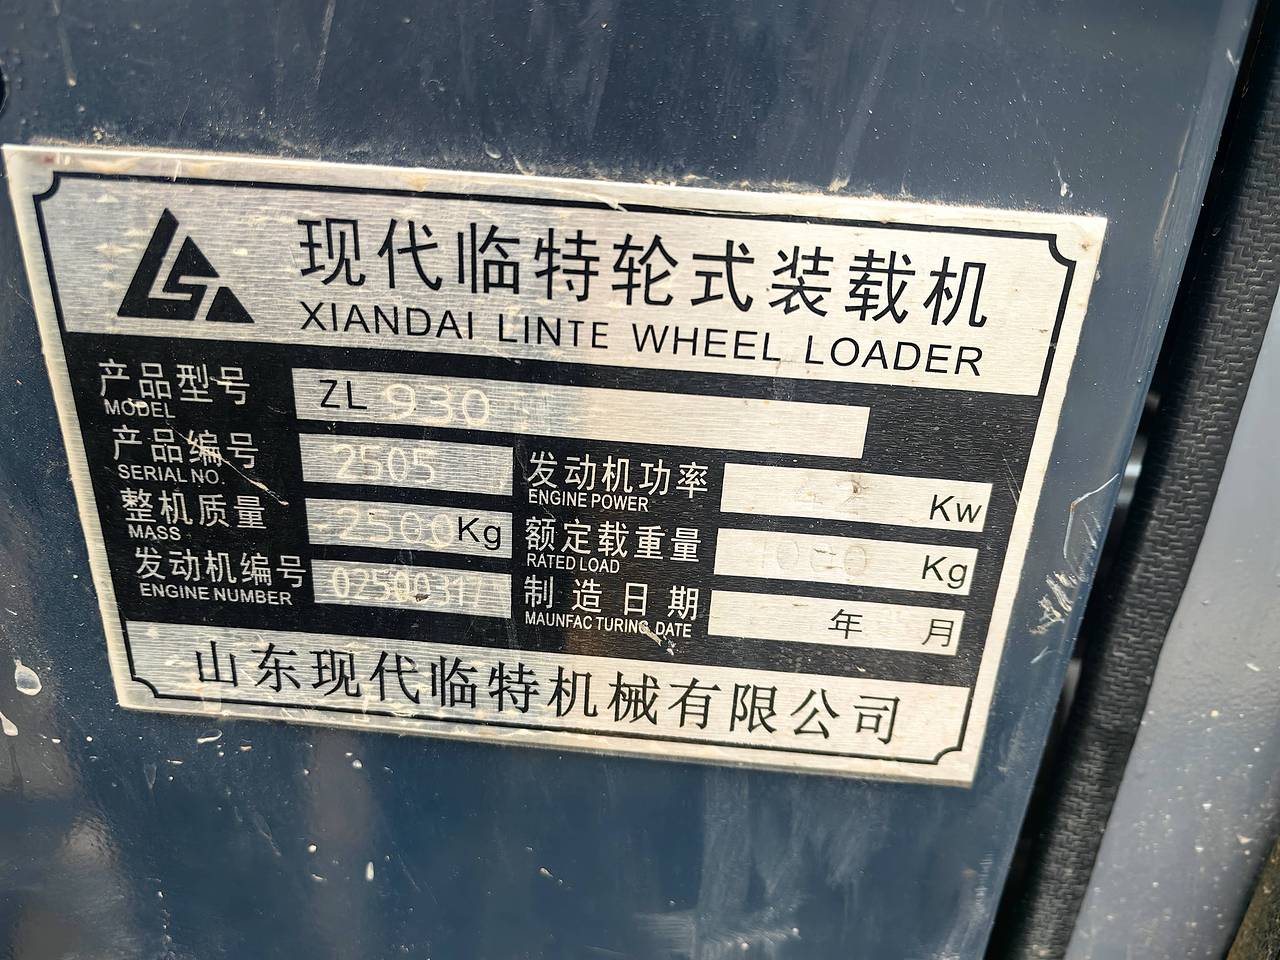 现代临特轮式装载机
XIANDAI LINTE WHEEL LOADER
产品型号 ZL 930
MODEL
产品编号 2505 发动机功率 Kw
SERIAL NO. ENGINE POWER
整机质量 2500 Kg 额定载重量 1000 Kg
MASS RATED LOAD
发动机编号 02500317 制造日期 年 月
ENGINE NUMBER MAUNFACTURING DATE
山东现代临特机械有限公司